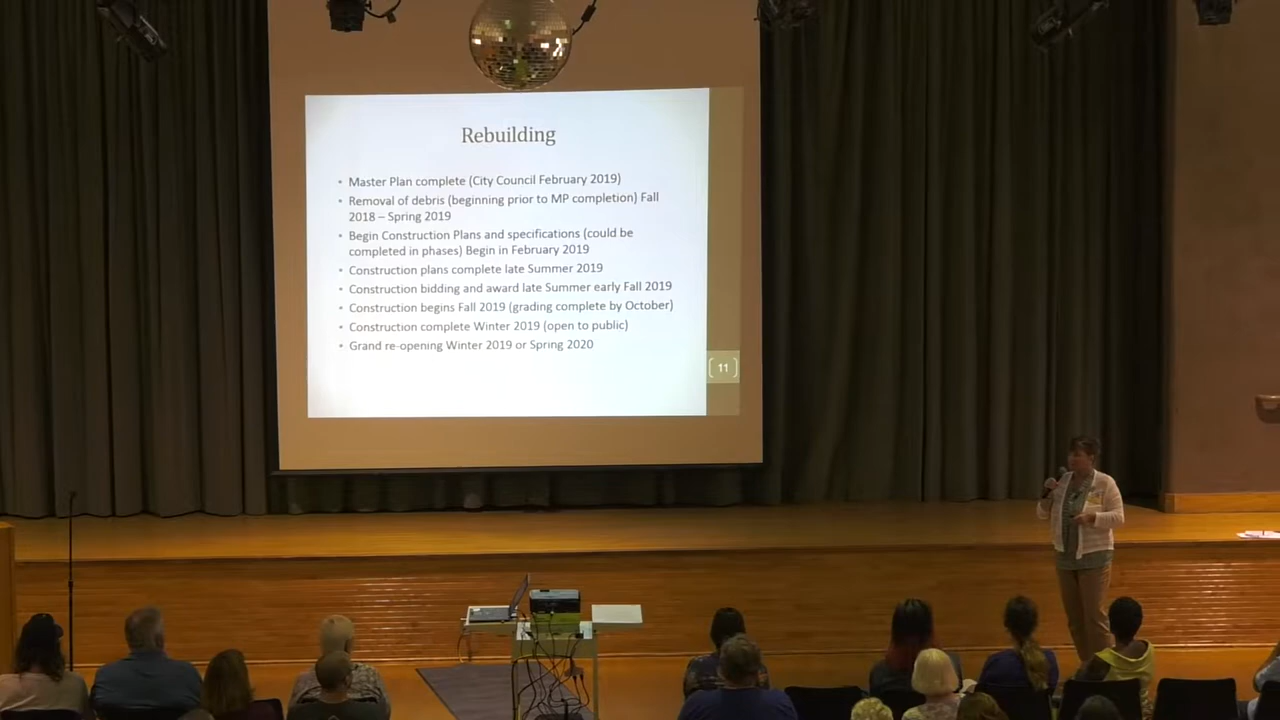 Rebuilding
• Master Plan complete (City Council February 2019)
• Removal of debris (beginning prior to MP completion) Fall
2018 – Spring 2019
• Begin Construction Plans and specifications (could be
completed in phases) Begin in February 2019
• Construction plans complete late Summer 2019
• Construction bidding and award late Summer early Fall 2019
• Construction begins Fall 2019 (grading complete by October)
• Construction complete Winter 2019 (open to public)
• Grand re-opening Winter 2019 or Spring 2020
[ 11 ]